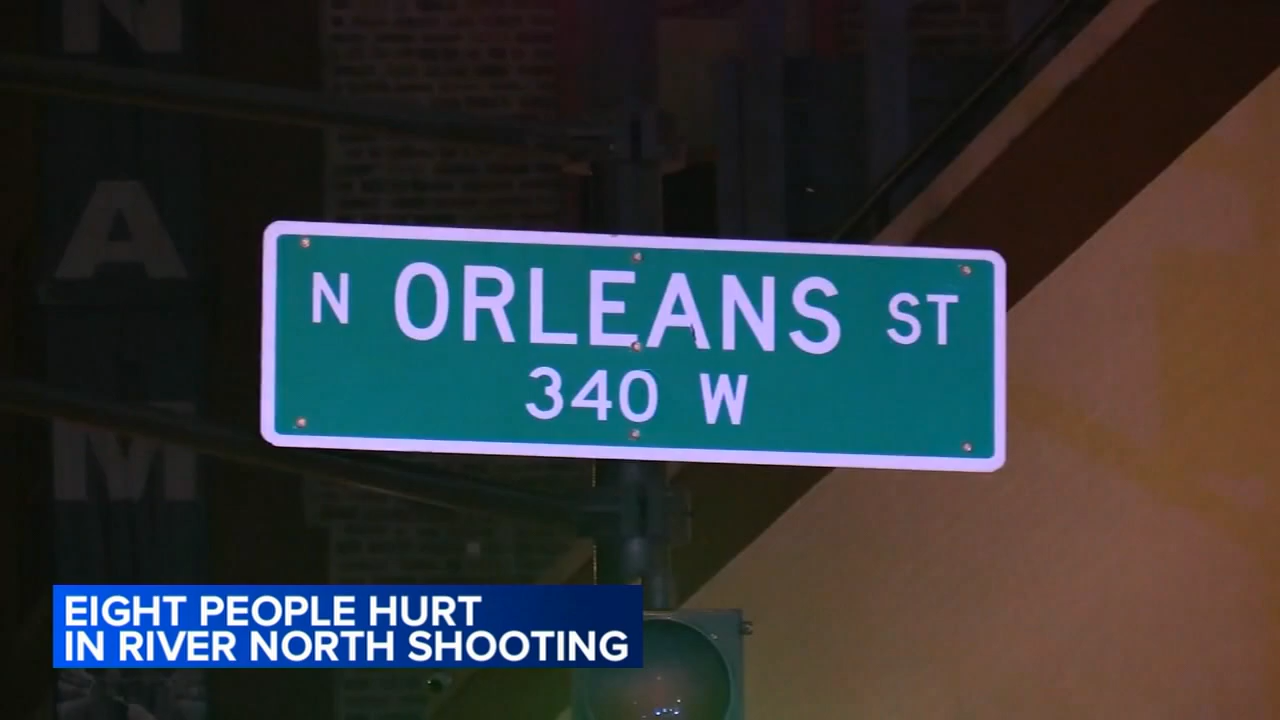 N
A
M
N ORLEANS ST
340 W
EIGHT PEOPLE HURT
IN RIVER NORTH SHOOTING